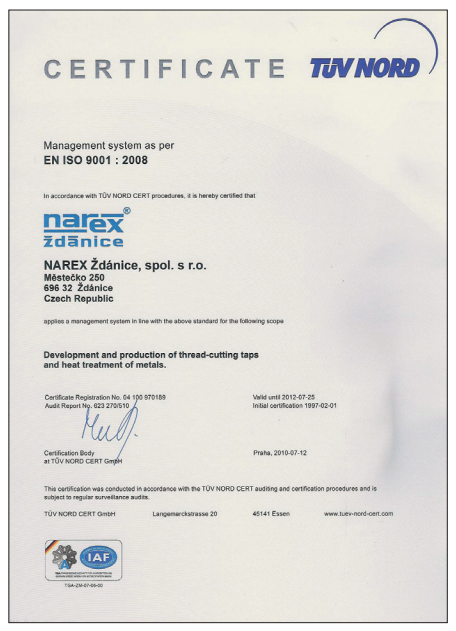 CERTIFICATE
TÜV NORD
Management system as per
EN ISO 9001 : 2008
In accordance with TÜV NORD CERT procedures, it is hereby certified that
narex®
ždánice
NAREX Ždánice, spol. s r.o.
Městečko 250
696 32 Ždánice
Czech Republic
applies a management system in line with the above standard for the following scope
Development and production of thread-cutting taps
and heat treatment of metals.
Certificate Registration No. 04 100 970189
Audit Report No. 623 270/510
Valid until 2012-07-25
Initial certification 1997-02-01
Certification Body
at TÜV NORD CERT GmbH
Praha, 2010-07-12
This certification was conducted in accordance with the TÜV NORD CERT auditing and certification procedures and is
subject to regular surveillance audits.
TÜV NORD CERT GmbH Langemarckstrasse 20 45141 Essen www.tuev-nord-cert.com
IAF
TGA-ZM-07-06-00